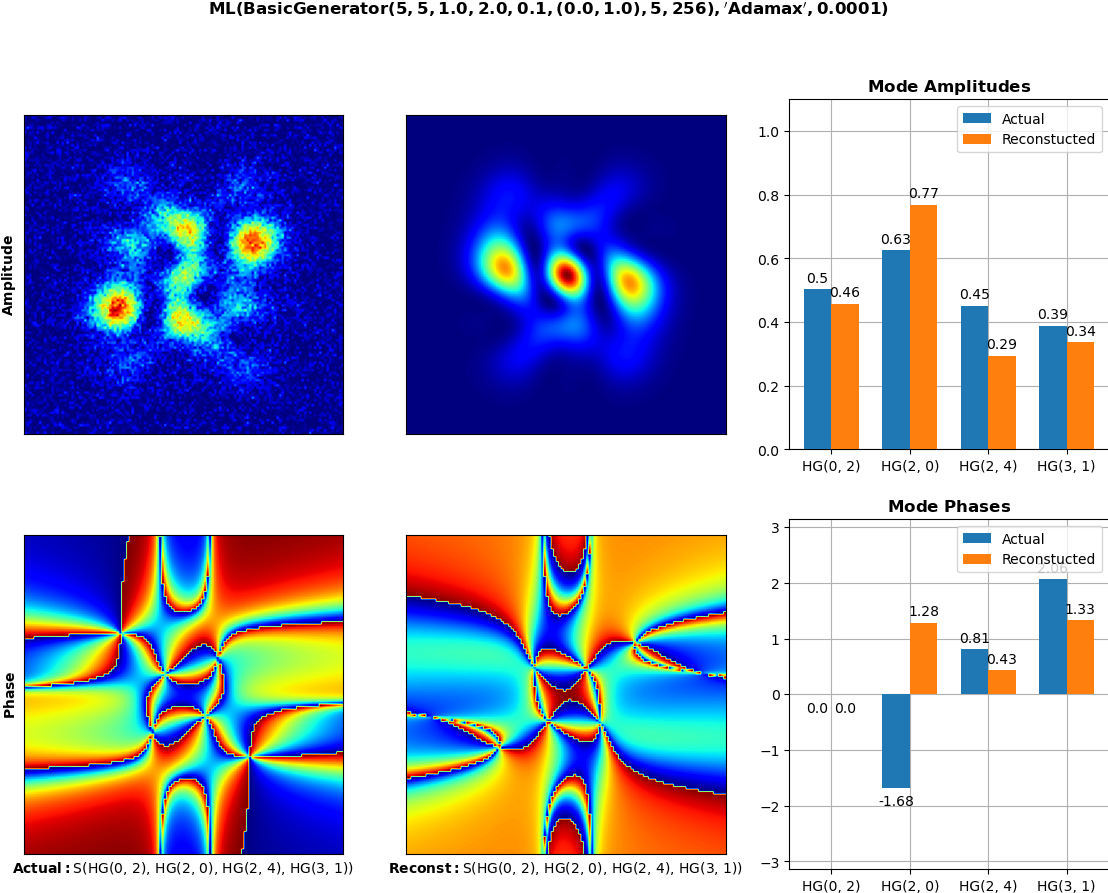 ML(BasicGenerator(5, 5, 1.0, 2.0, 0.1, (0.0, 1.0), 5, 256), ′Adamax′, 0.0001)
Amplitude
Mode Amplitudes
Actual
Reconstucted
1.0
0.8
0.6
0.4
0.2
0.0
0.5
0.46
0.63
0.77
0.45
0.29
0.39
0.34
HG(0, 2)
HG(2, 0)
HG(2, 4)
HG(3, 1)
Phase
Actual: S(HG(0, 2), HG(2, 0), HG(2, 4), HG(3, 1))
Reconst: S(HG(0, 2), HG(2, 0), HG(2, 4), HG(3, 1))
Mode Phases
Actual
Reconstucted
3
2
1
0
−1
−2
−3
0.0
0.0
-1.68
1.28
0.81
0.43
2.06
1.33
HG(0, 2)
HG(2, 0)
HG(2, 4)
HG(3, 1)